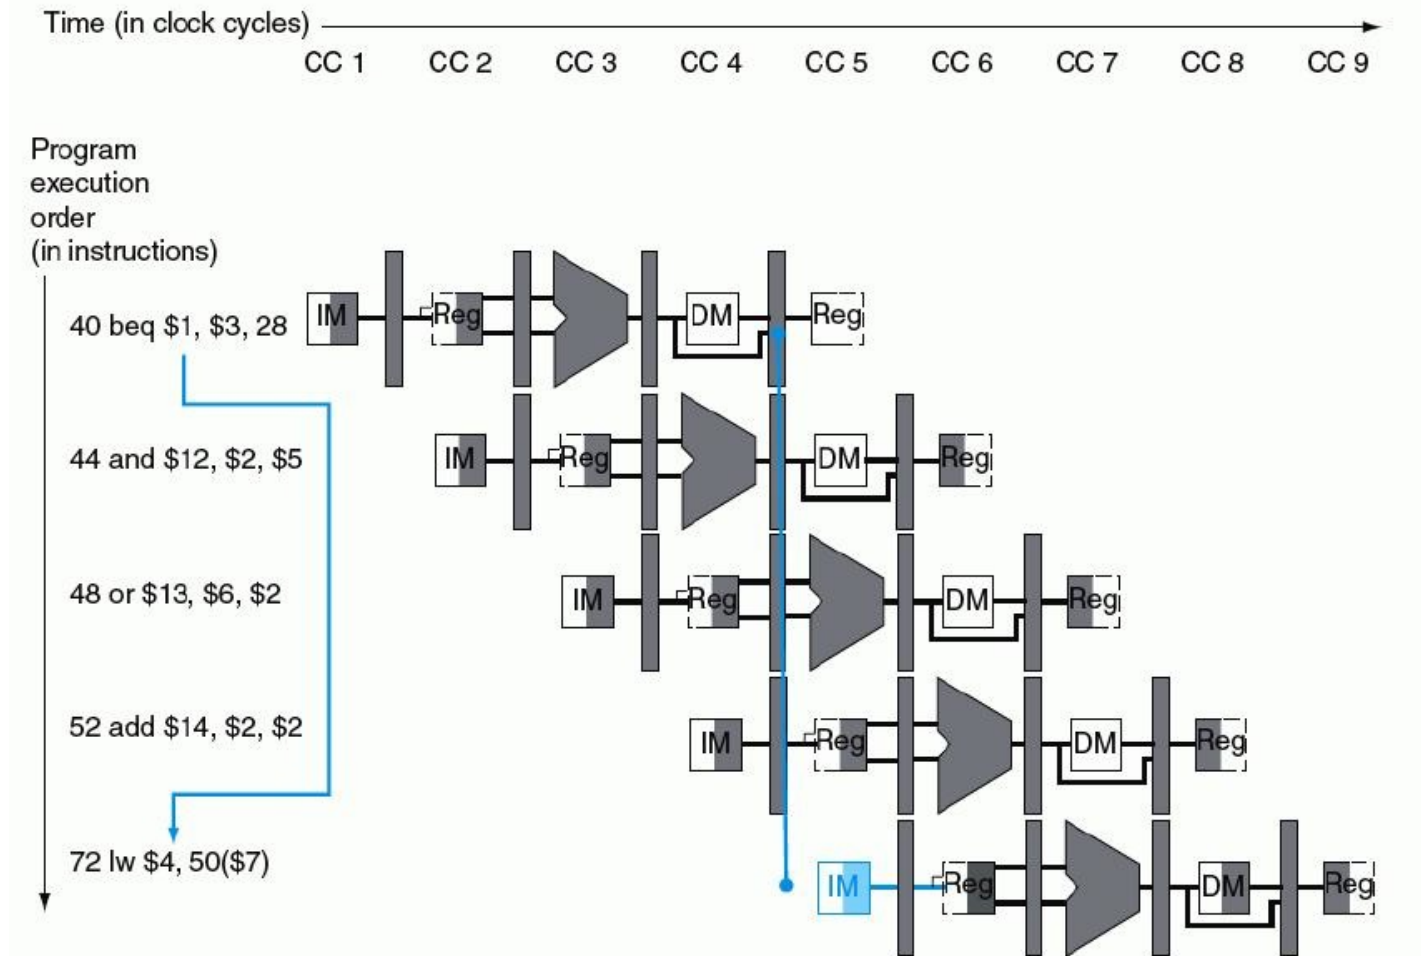 Time (in clock cycles)
CC 1 CC 2 CC 3 CC 4 CC 5 CC 6 CC 7 CC 8 CC 9
Program
execution
order
(in instructions)
40 beq $1, $3, 28 IM Reg DM Reg
44 and $12, $2, $5 IM Reg DM Reg
48 or $13, $6, $2 IM Reg DM Reg
52 add $14, $2, $2 IM Reg DM Reg
72 lw $4, 50($7) IM Reg DM Reg